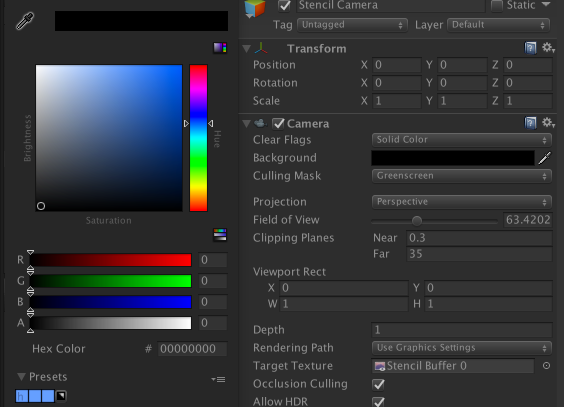 Brightness
Hue
Saturation
R 0
G 0
B 0
A 0
Hex Color # 00000000
Presets
Stencil Camera Static
Tag Untagged Layer Default
Transform
Position X 0 Y 0 Z 0
Rotation X 0 Y 0 Z 0
Scale X 1 Y 1 Z 1
Camera
Clear Flags Solid Color
Background
Culling Mask Greenscreen
Projection Perspective
Field of View 63.4202
Clipping Planes Near 0.3
Far 35
Viewport Rect
X 0 Y 0
W 1 H 1
Depth 1
Rendering Path Use Graphics Settings
Target Texture Stencil Buffer 0
Occlusion Culling
Allow HDR